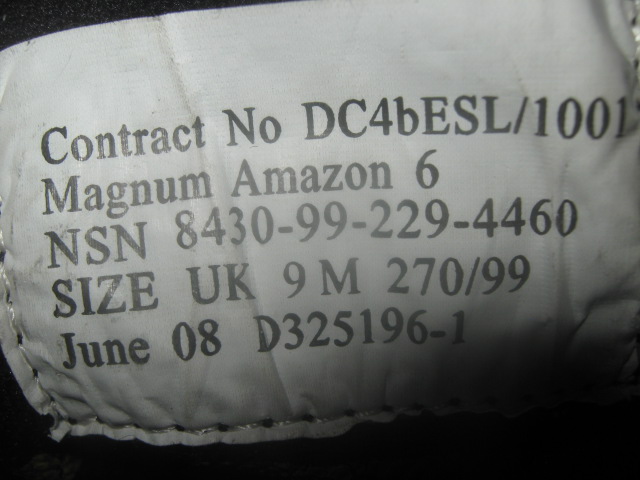 Contract No DC4bESL/1001
Magnum Amazon 6
NSN 8430-99-229-4460
SIZE UK 9 M 270/99
June 08 D325196-1